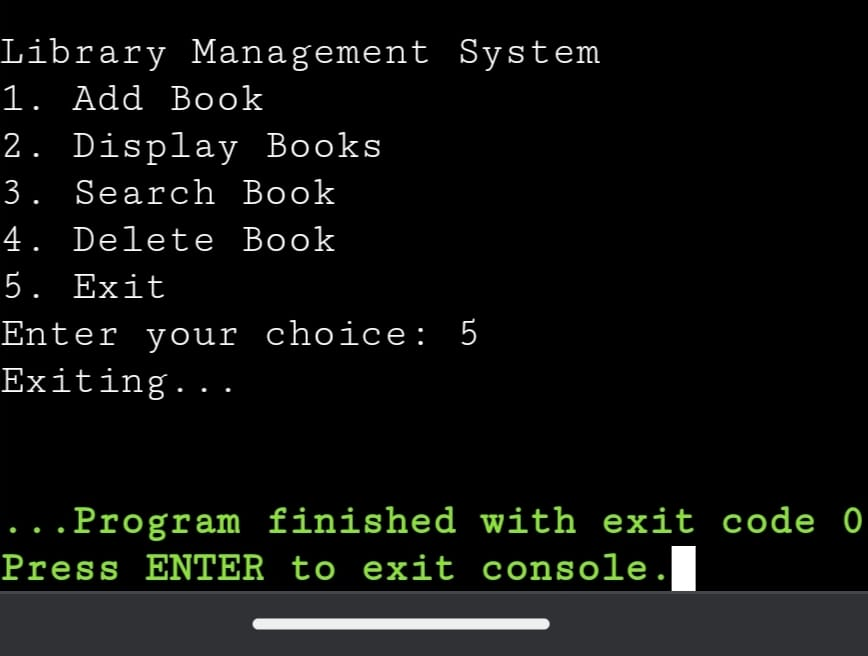 Library Management System
1. Add Book
2. Display Books
3. Search Book
4. Delete Book
5. Exit
Enter your choice: 5
Exiting...
...Program finished with exit code 0
Press ENTER to exit console.